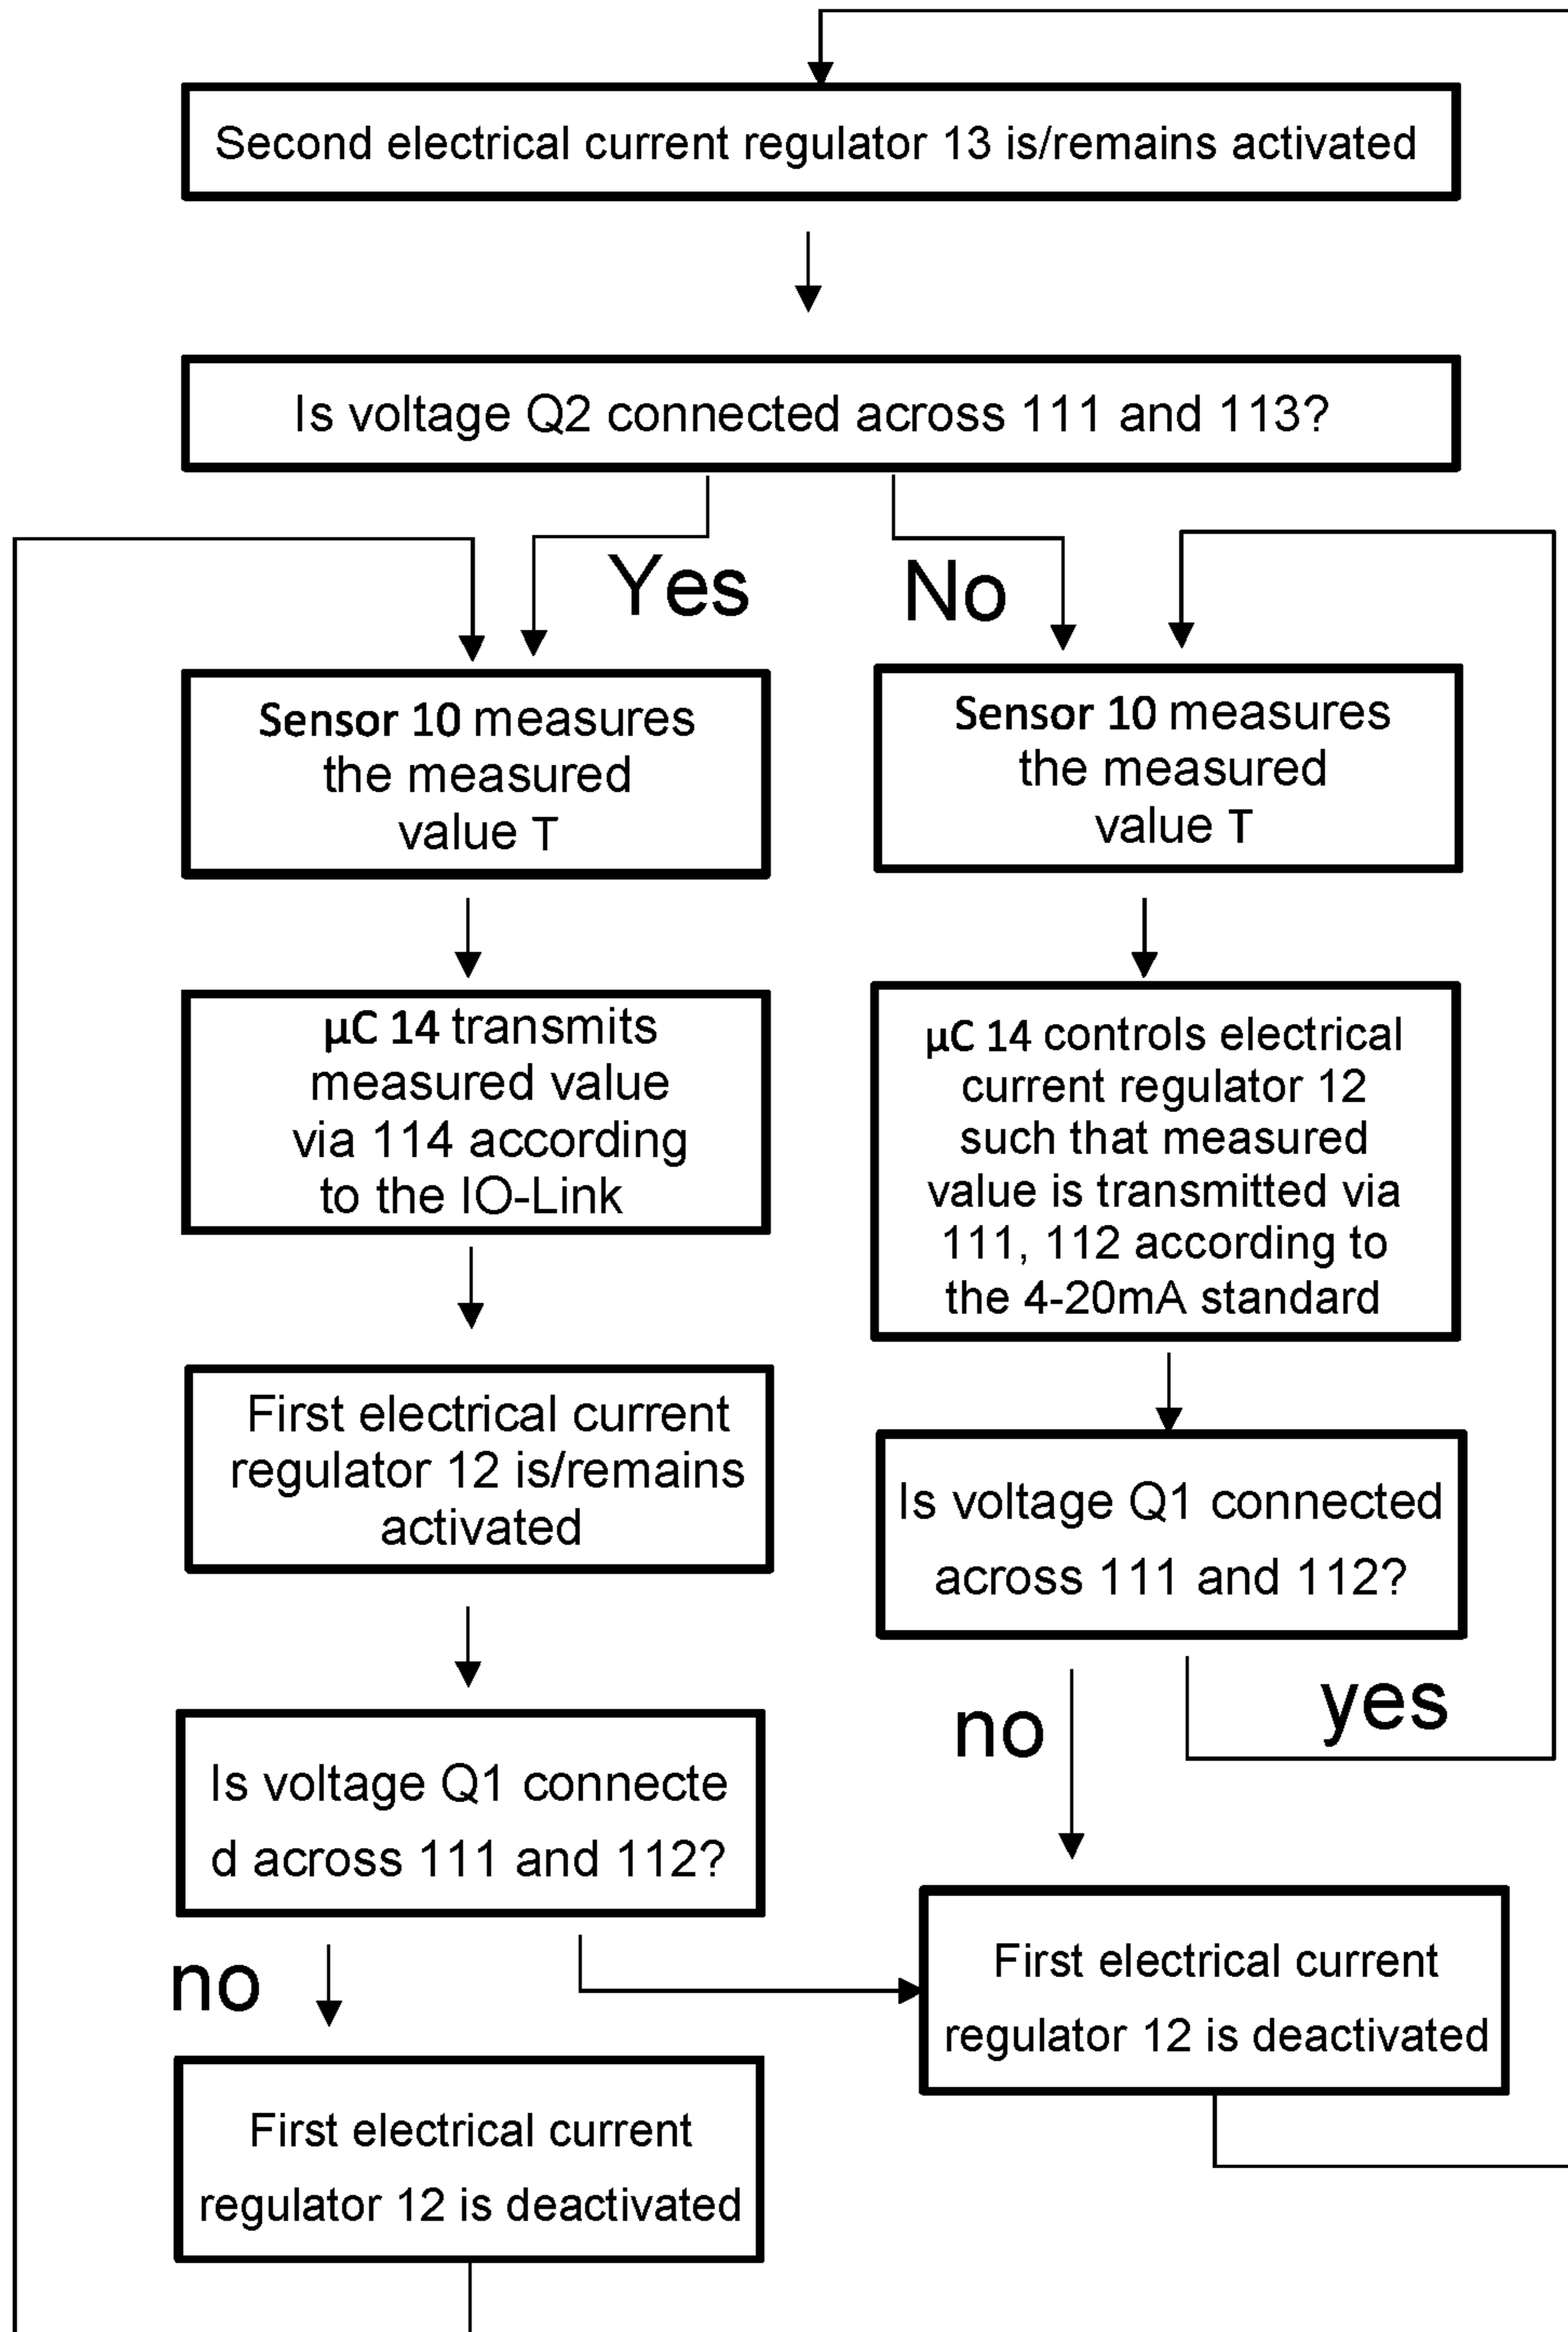 Second electrical current regulator 13 is/remains activated
Is voltage Q2 connected across 111 and 113?
Yes
No
Sensor 10 measures
the measured
value T
Sensor 10 measures
the measured
value T
µC 14 transmits
measured value
via 114 according
to the IO-Link
µC 14 controls electrical
current regulator 12
such that measured
value is transmitted via
111, 112 according to
the 4-20mA standard
First electrical current
regulator 12 is/remains
activated
Is voltage Q1 connected
across 111 and 112?
no
yes
Is voltage Q1 connecte
d across 111 and 112?
no
First electrical current
regulator 12 is deactivated
First electrical current
regulator 12 is deactivated